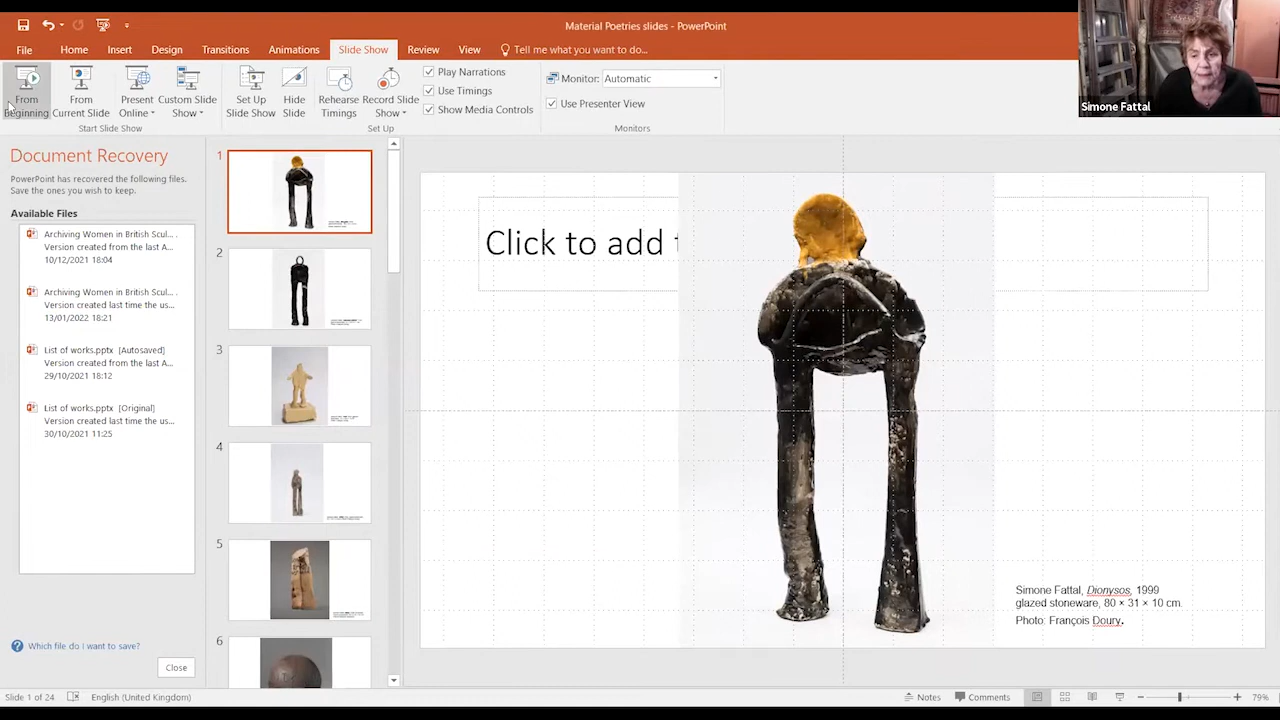 Material Poetries slides - PowerPoint
File
Home
Insert
Design
Transitions
Animations
Slide Show
Review
View
Tell me what you want to do...
From
Beginning
From
Current Slide
Present
Online
Custom Slide
Show
Set Up
Slide Show
Hide
Slide
Rehearse
Timings
Record Slide
Show
Play Narrations
Use Timings
Show Media Controls
Monitor: Automatic
Use Presenter View
Start Slide Show
Set Up
Monitors
Simone Fattal
Document Recovery
PowerPoint has recovered the following files.
Save the ones you wish to keep.
Available Files
Archiving Women in British Scul...
Version created from the last A...
10/12/2021 18:04
Archiving Women in British Scul...
Version created last time the us...
13/01/2022 18:21
List of works.pptx [Autosaved]
Version created from the last A...
29/10/2021 18:12
List of works.pptx [Original]
Version created last time the us...
30/10/2021 11:25
Which file do I want to save?
Close
1
2
3
4
5
6
Click to add
Simone Fattal, Dionysos, 1999
glazed stoneware, 80 × 31 × 10 cm.
Photo: François Doury.
Slide 1 of 24
English (United Kingdom)
Notes
Comments
79%